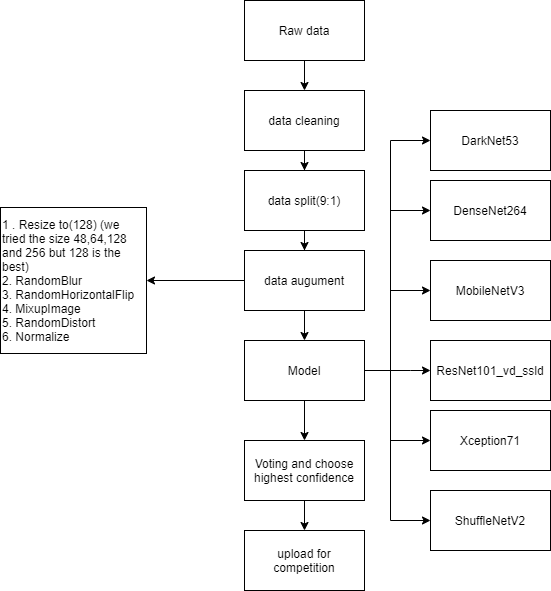 Raw data
data cleaning
data split(9:1)
data augument
1 . Resize to(128) (we
tried the size 48,64,128
and 256 but 128 is the
best)
2. RandomBlur
3. RandomHorizontalFlip
4. MixupImage
5. RandomDistort
6. Normalize
Model
DarkNet53
DenseNet264
MobileNetV3
ResNet101_vd_ssld
Xception71
ShuffleNetV2
Voting and choose
highest confidence
upload for
competition